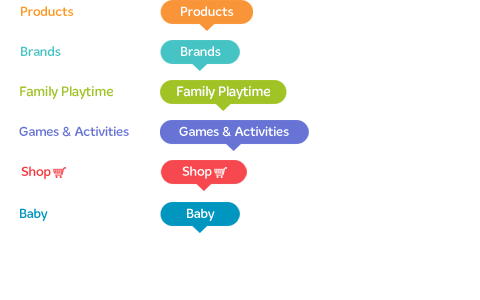 Products Products
Brands Brands
Family Playtime Family Playtime
Games & Activities Games & Activities
Shop Shop
Baby Baby